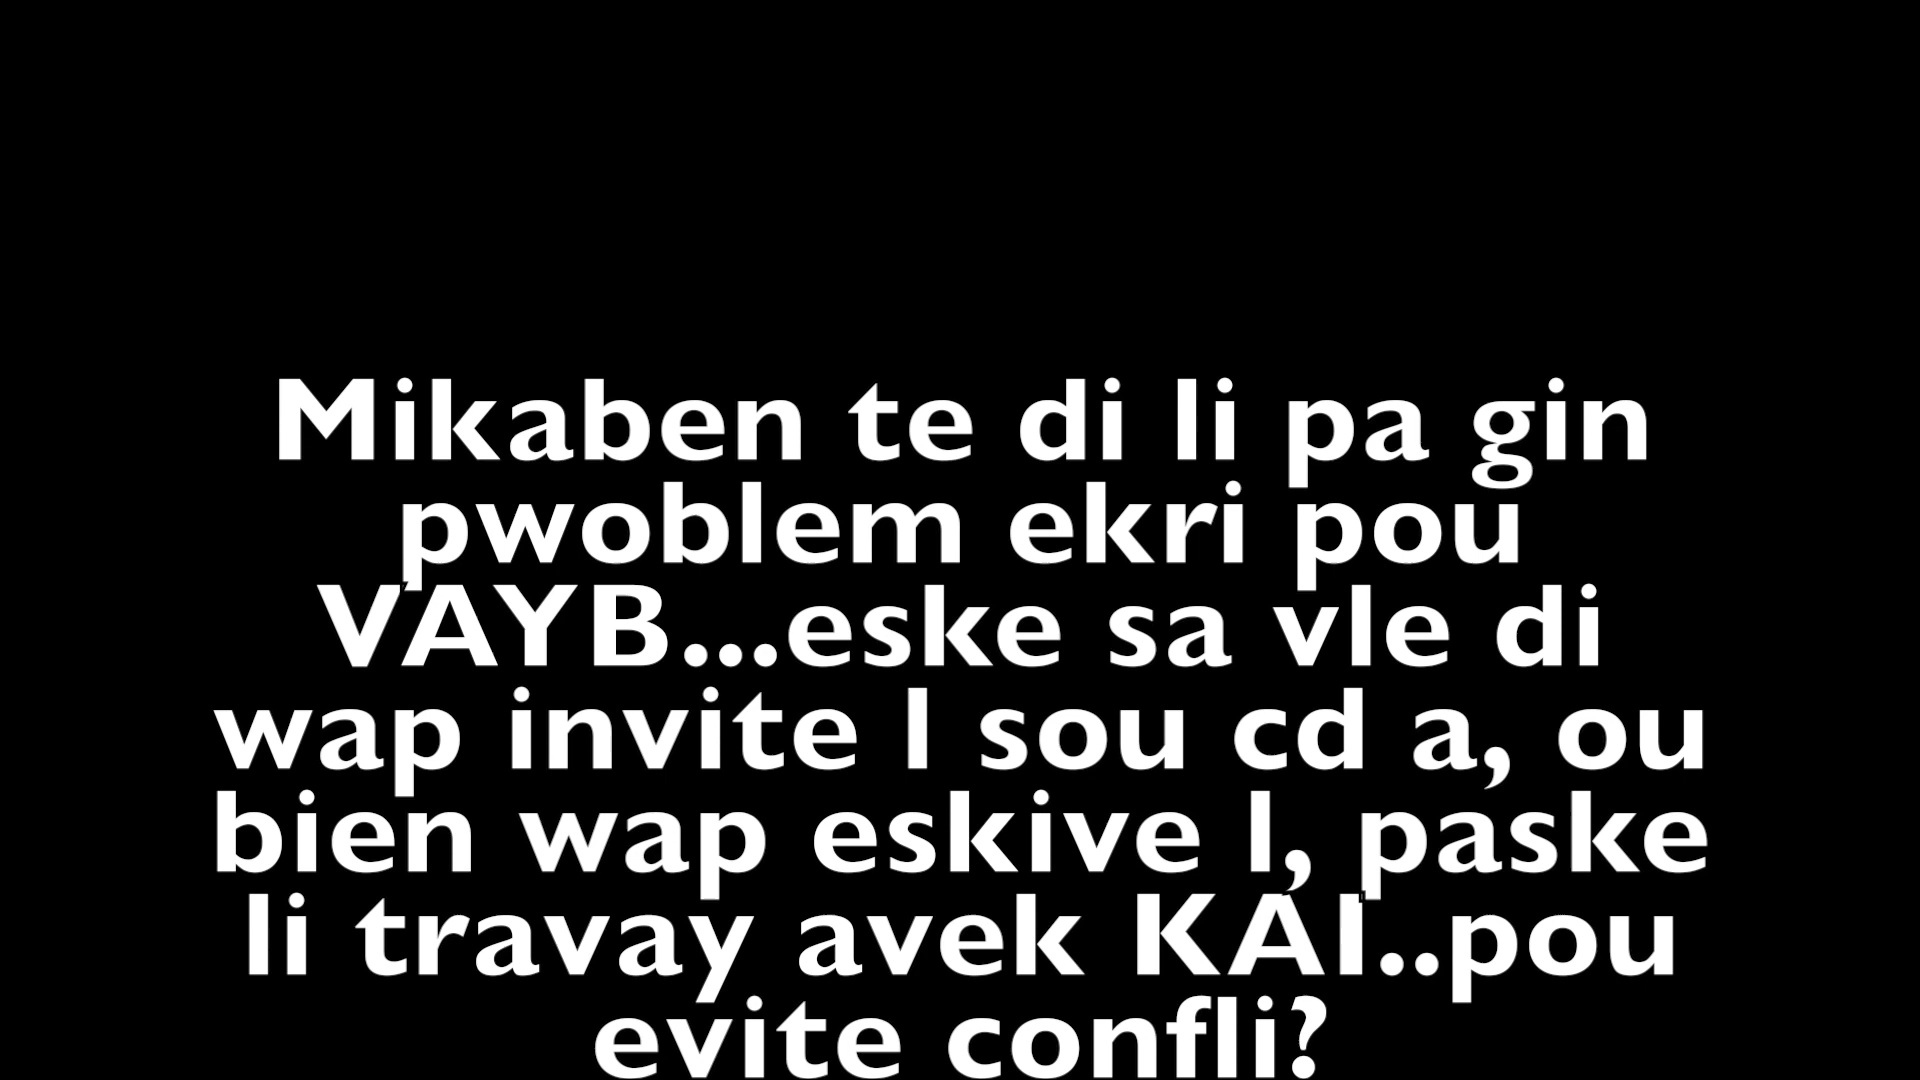 Mikaben te di li pa gin
pwoblem ekri pou
VAYB...eske sa vle di
wap invite l sou cd a, ou
bien wap eskive l, paske
li travay avek KAI..pou
evite confli?